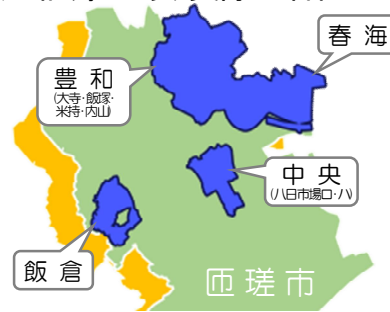 春海
豊和
(大寺・飯塚・
米持・内山)
中央
(八日市場ロ・ハ)
飯倉
匝瑳市